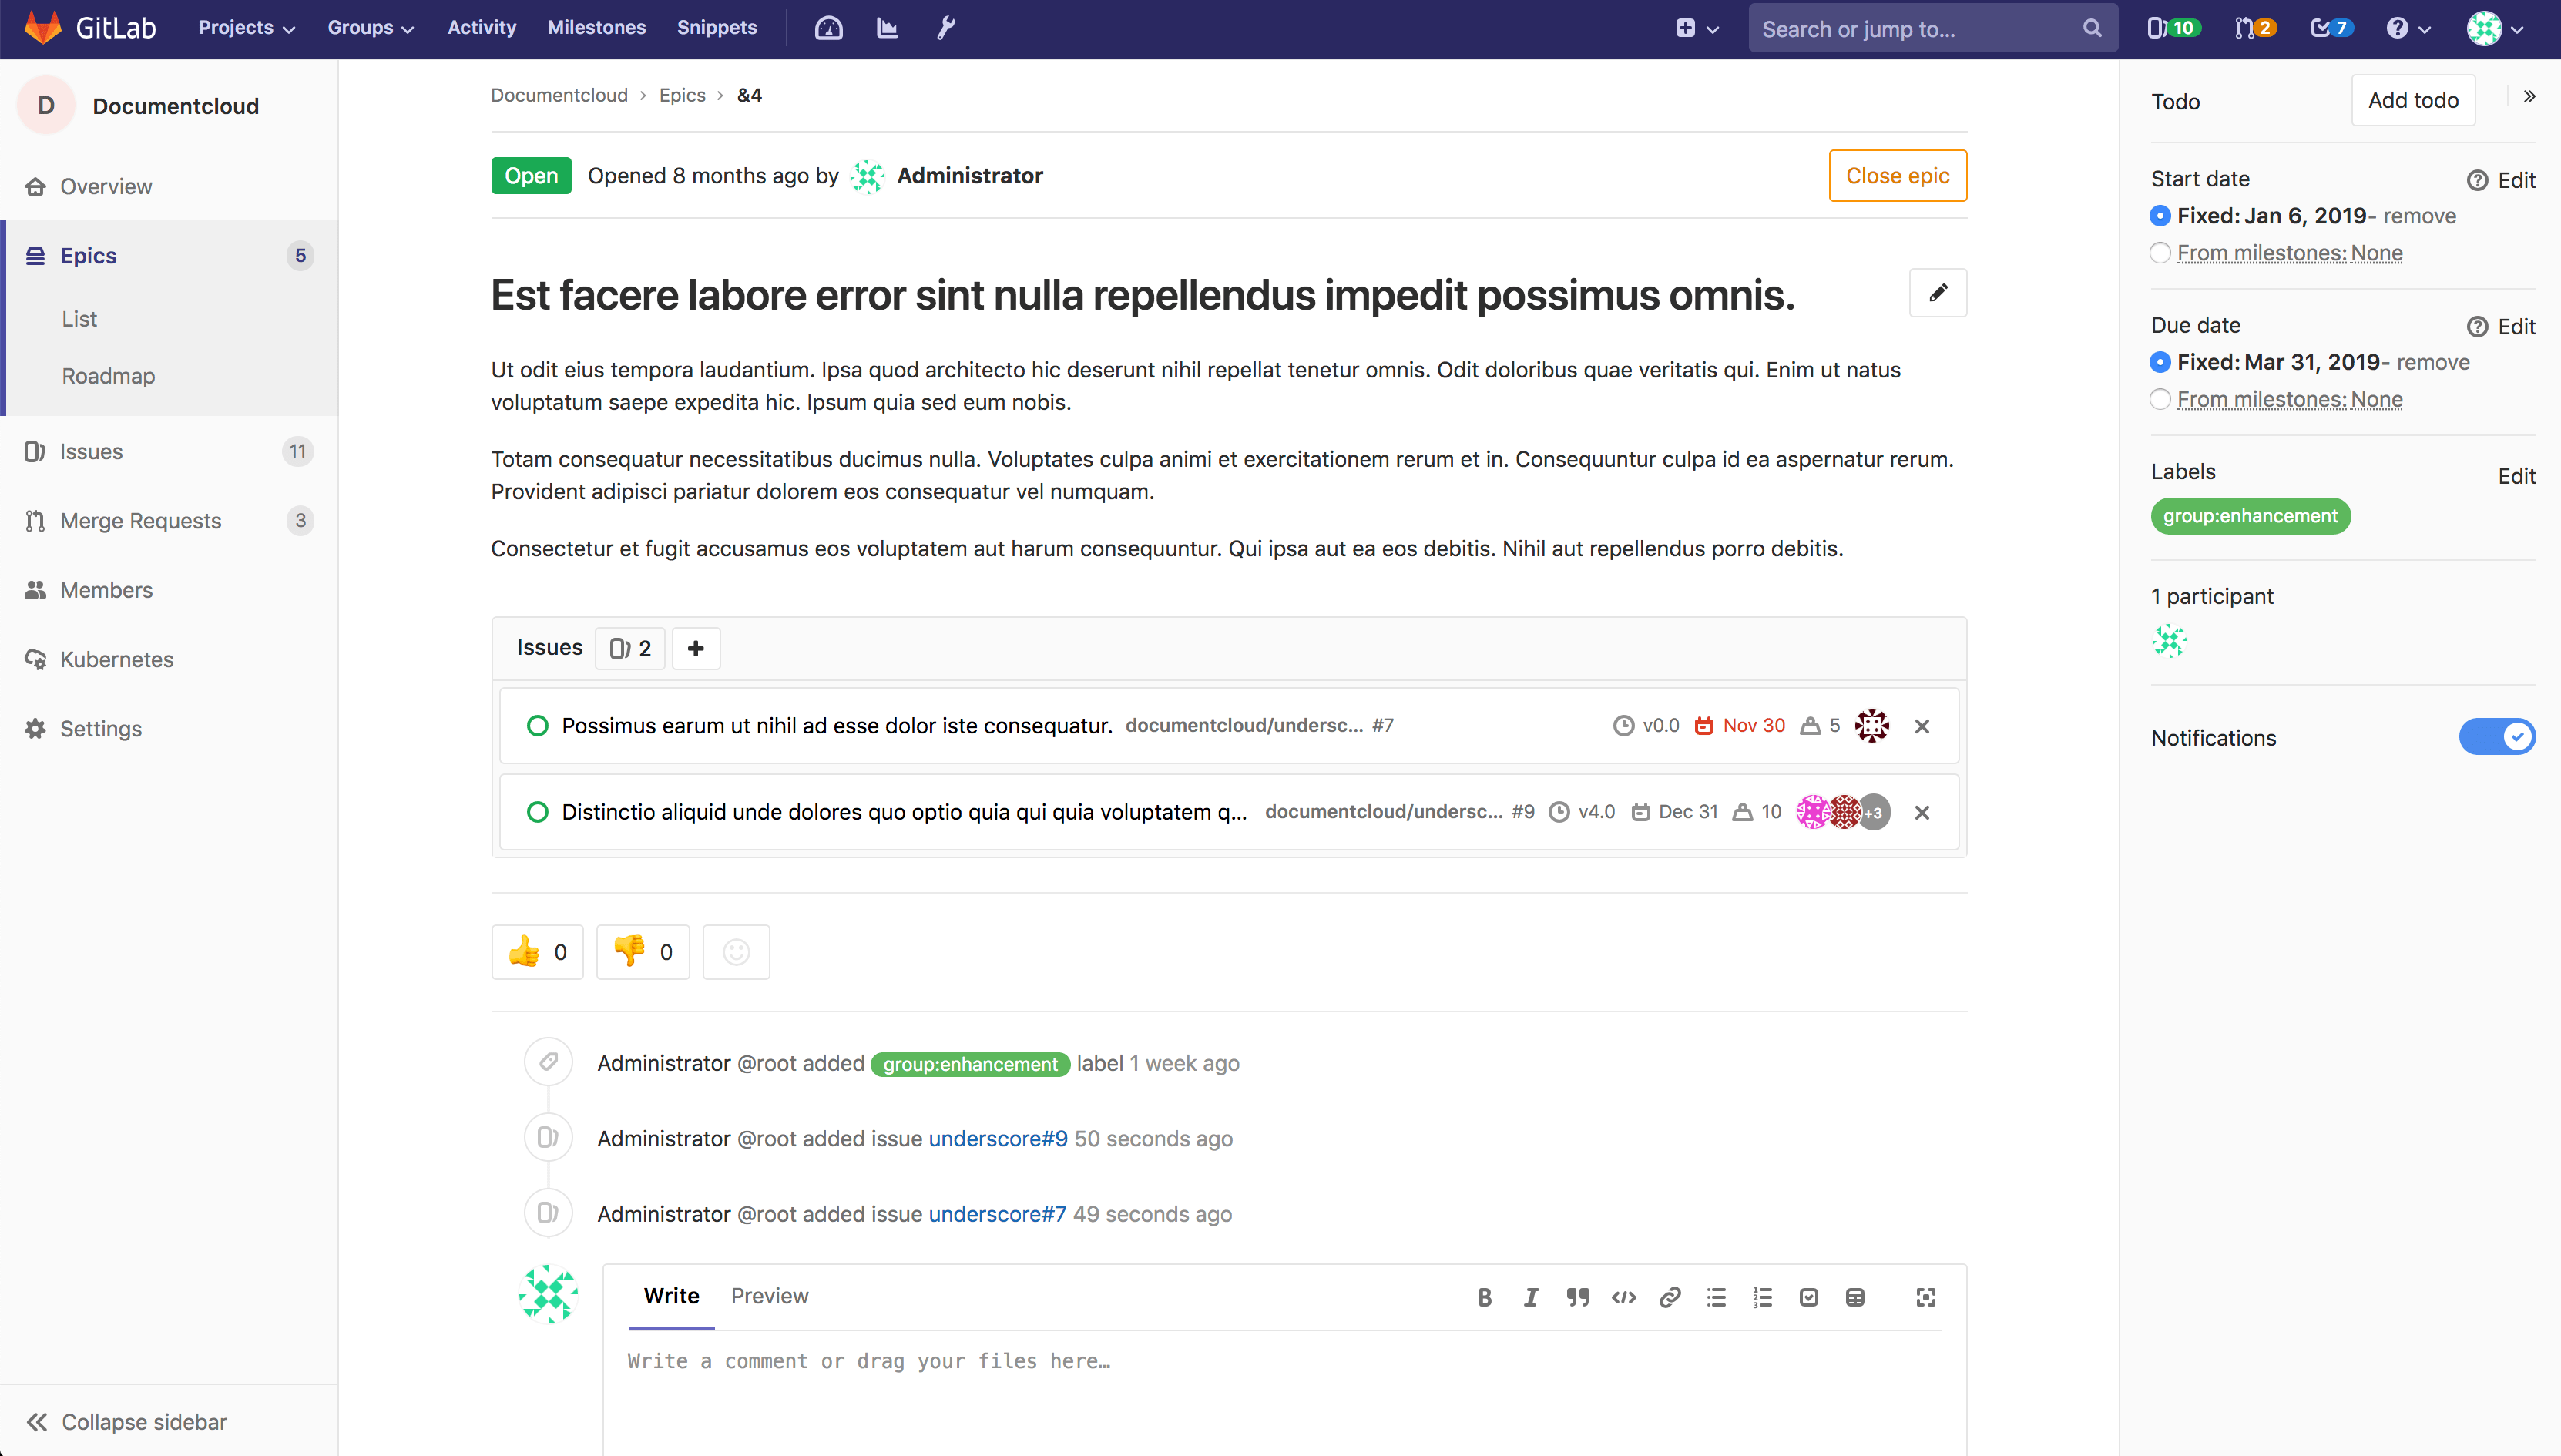 GitLab Projects Groups Activity Milestones Snippets Search or jump to... 10 2 7
D Documentcloud
Overview
Epics 5
List
Roadmap
Issues 11
Merge Requests 3
Members
Kubernetes
Settings
Collapse sidebar
Documentcloud > Epics > &4
Open Opened 8 months ago by Administrator Close epic
Est facere labore error sint nulla repellendus impedit possimus omnis.
Ut odit eius tempora laudantium. Ipsa quod architecto hic deserunt nihil repellat tenetur omnis. Odit doloribus quae veritatis qui. Enim ut natus
voluptatum saepe expedita hic. Ipsum quia sed eum nobis.
Totam consequatur necessitatibus ducimus nulla. Voluptates culpa animi et exercitationem rerum et in. Consequuntur culpa id ea aspernatur rerum.
Provident adipisci pariatur dolorem eos consequatur vel numquam.
Consectetur et fugit accusamus eos voluptatem aut harum consequuntur. Qui ipsa aut ea eos debitis. Nihil aut repellendus porro debitis.
Issues 2
Possimus earum ut nihil ad esse dolor iste consequatur. documentcloud/undersc... #7 v0.0 Nov 30 5
Distinctio aliquid unde dolores quo optio quia qui quia voluptatem q... documentcloud/undersc... #9 v4.0 Dec 31 10 +3
0 0
Administrator @root added group:enhancement label 1 week ago
Administrator @root added issue underscore#9 50 seconds ago
Administrator @root added issue underscore#7 49 seconds ago
Write Preview
Write a comment or drag your files here…
Todo Add todo
Start date Edit
Fixed: Jan 6, 2019- remove
From milestones: None
Due date Edit
Fixed: Mar 31, 2019- remove
From milestones: None
Labels Edit
group:enhancement
1 participant
Notifications